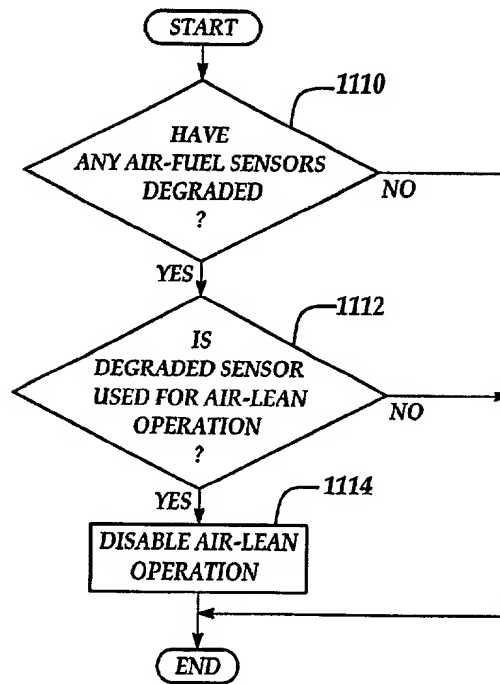 START
1110
HAVE
ANY AIR-FUEL SENSORS
DEGRADED
?
NO
YES
1112
IS
DEGRADED SENSOR
USED FOR AIR-LEAN
OPERATION
?
NO
YES
1114
DISABLE AIR-LEAN
OPERATION
END